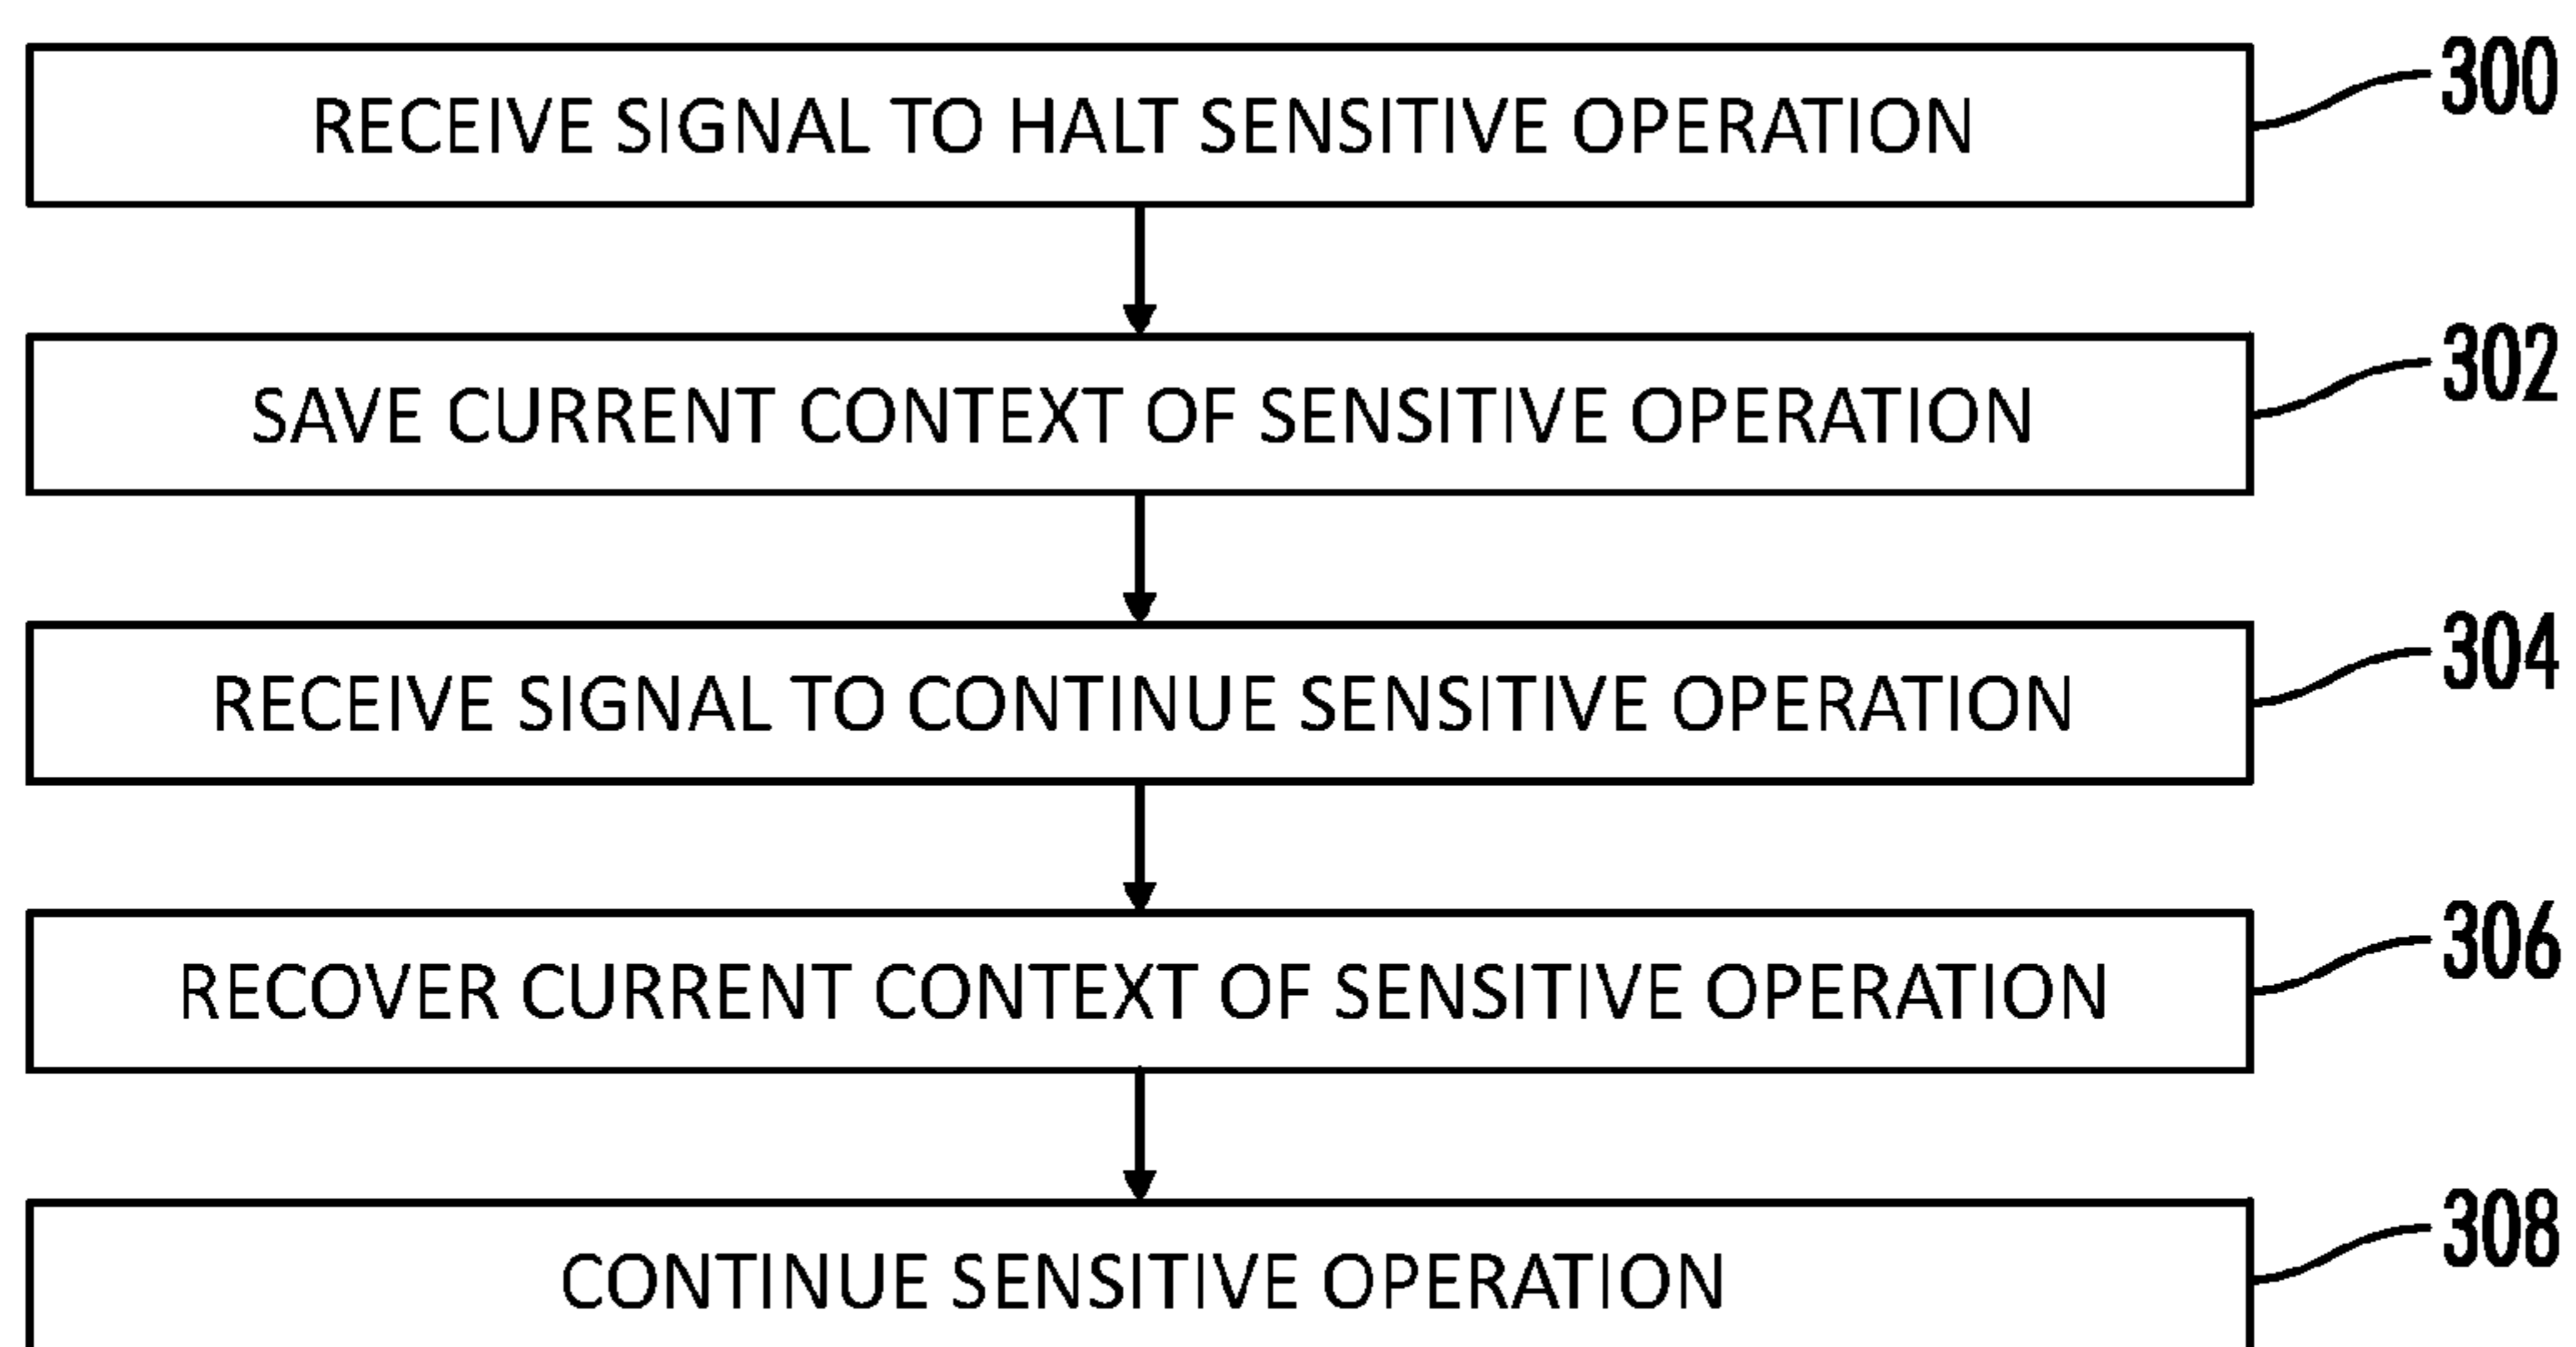 RECEIVE SIGNAL TO HALT SENSITIVE OPERATION 300
SAVE CURRENT CONTEXT OF SENSITIVE OPERATION 302
RECEIVE SIGNAL TO CONTINUE SENSITIVE OPERATION 304
RECOVER CURRENT CONTEXT OF SENSITIVE OPERATION 306
CONTINUE SENSITIVE OPERATION 308